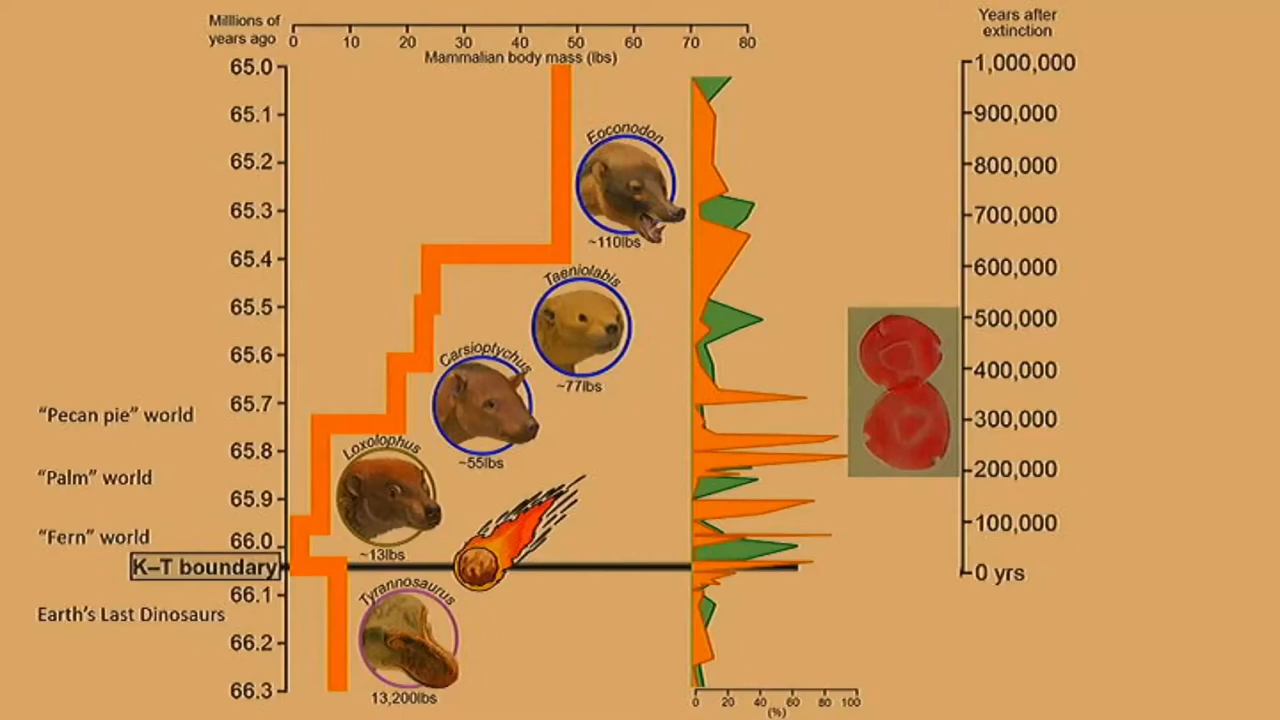 Milllions of
years ago
0 10 20 30 40 50 60 70 80
Mammalian body mass (lbs)
Years after
extinction
65.0
65.1
65.2
65.3
65.4
65.5
65.6
65.7
65.8
65.9
66.0
66.1
66.2
66.3
“Pecan pie” world
“Palm” world
“Fern” world
K–T boundary
Earth’s Last Dinosaurs
Eoconodon
~110lbs
Taeniolabis
~77lbs
Carsioptychus
~55lbs
Loxolophus
~13lbs
Tyrannosaurus
13,200lbs
0 20 40 60 80 100
(%)
1,000,000
900,000
800,000
700,000
600,000
500,000
400,000
300,000
200,000
100,000
0 yrs